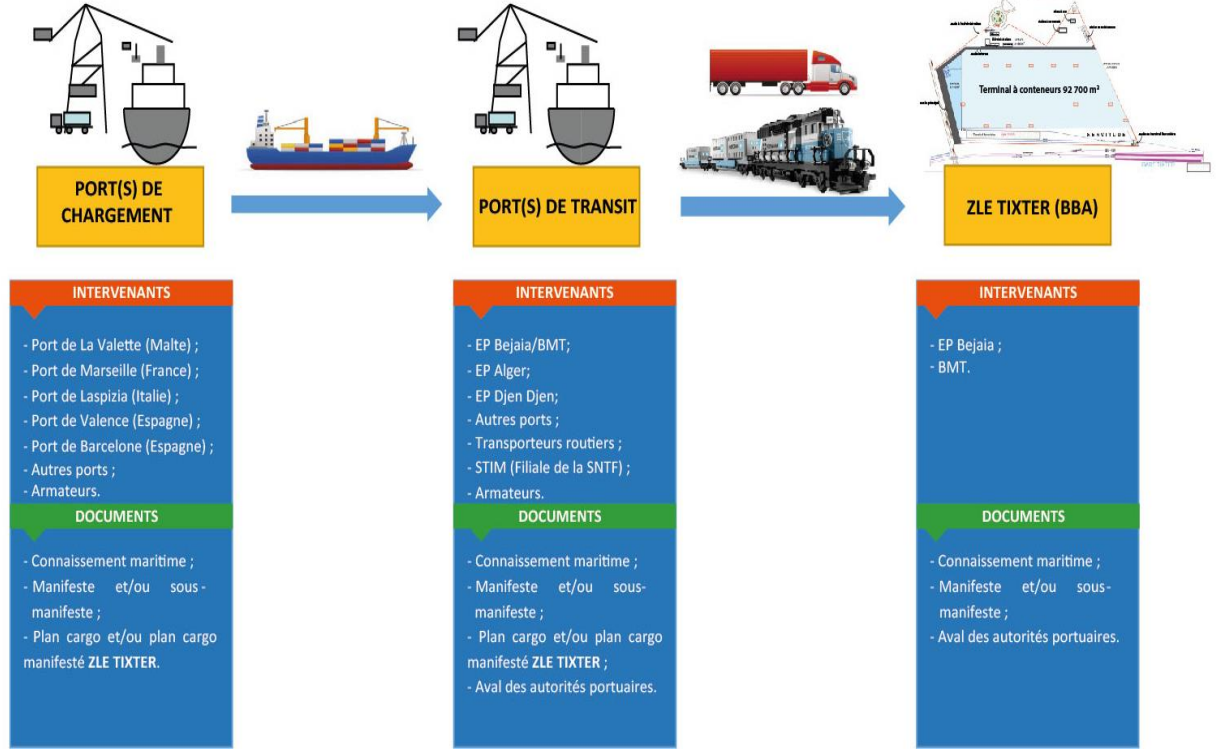 Terminal à conteneurs 92 700 m²
PORT(S) DE
CHARGEMENT
PORT(S) DE TRANSIT
ZLE TIXTER (BBA)
INTERVENANTS
- Port de La Valette (Malte) ;
- Port de Marseille (France) ;
- Port de Laspizia (Italie) ;
- Port de Valence (Espagne) ;
- Port de Barcelone (Espagne) ;
- Autres ports ;
- Armateurs.
DOCUMENTS
- Connaissement maritime ;
- Manifeste et/ou sous-
manifeste ;
- Plan cargo et/ou plan cargo
manifesté ZLE TIXTER.
INTERVENANTS
- EP Bejaia/BMT;
- EP Alger;
- EP Djen Djen;
- Autres ports ;
- Transporteurs routiers ;
- STIM (Filiale de la SNTF) ;
- Armateurs.
DOCUMENTS
- Connaissement maritime ;
- Manifeste et/ou sous-
manifeste ;
- Plan cargo et/ou plan cargo
manifesté ZLE TIXTER ;
- Aval des autorités portuaires.
INTERVENANTS
- EP Bejaia ;
- BMT.
DOCUMENTS
- Connaissement maritime ;
- Manifeste et/ou sous-
manifeste ;
- Aval des autorités portuaires.